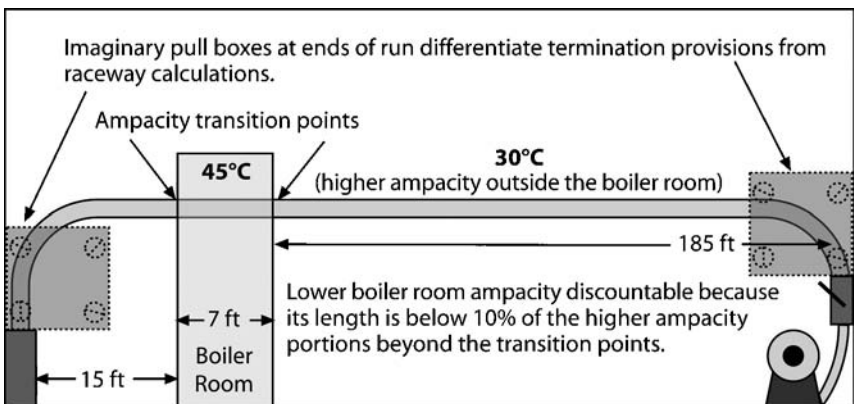 Imaginary pull boxes at ends of run differentiate termination provisions from
raceway calculations.
Ampacity transition points
45°C
30°C
(higher ampacity outside the boiler room)
185 ft
Lower boiler room ampacity discountable because
its length is below 10% of the higher ampacity
portions beyond the transition points.
7 ft
Boiler
Room
15 ft